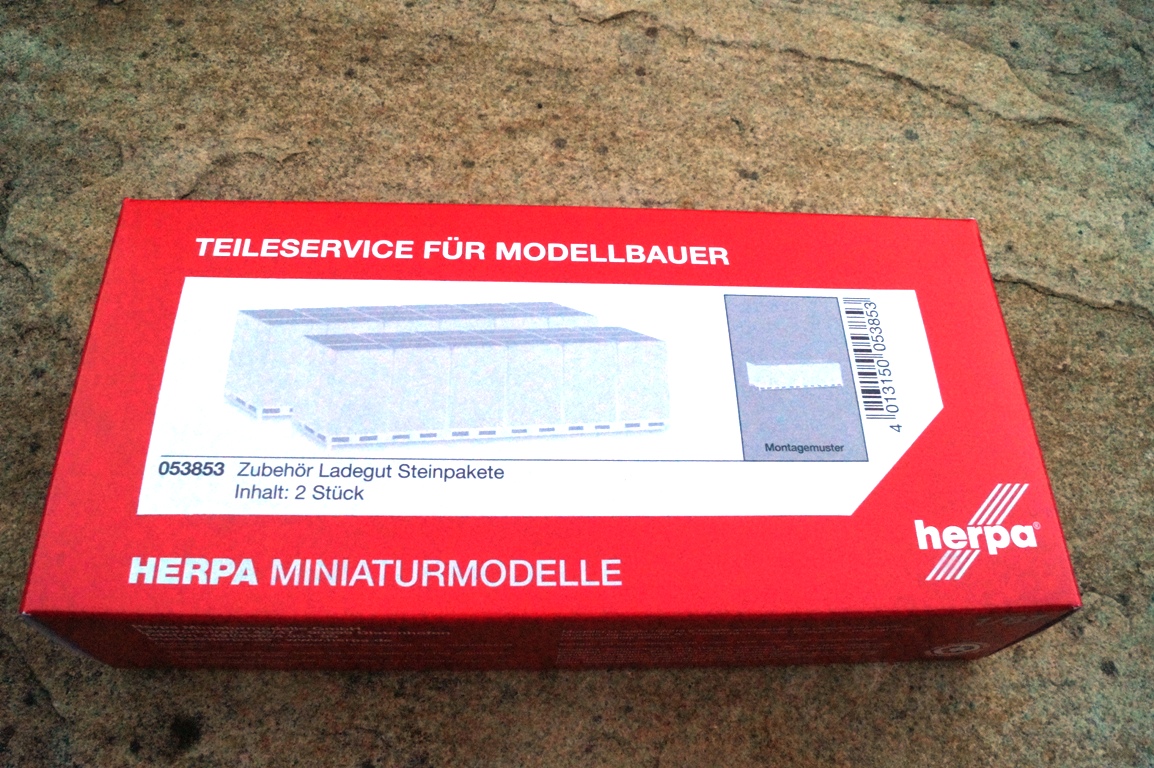 TEILESERVICE FÜR MODELLBAUER
4 013150 053853
Montagemuster
053853 Zubehör Ladegut Steinpakete
Inhalt: 2 Stück
herpa®
HERPA MINIATURMODELLE